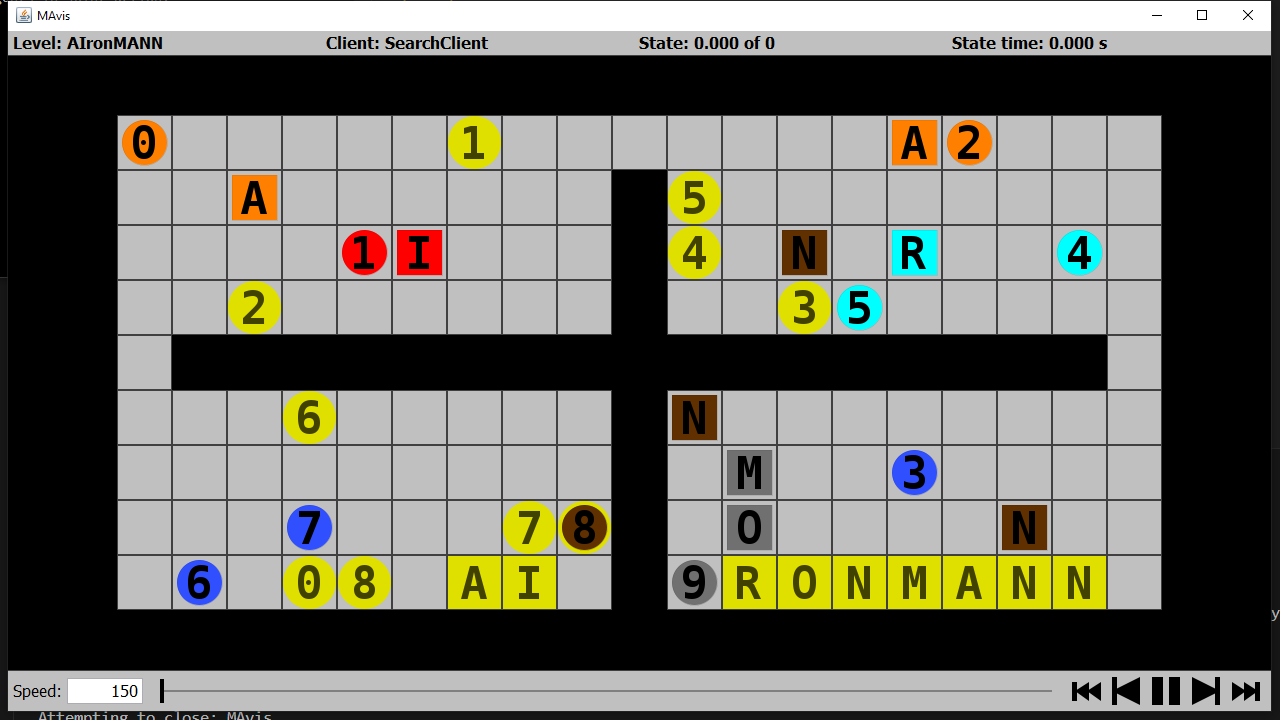 MAvis
Level: AIronMANN Client: SearchClient State: 0.000 of 0 State time: 0.000 s
0 1 A 2
A 5
1 I 4 N R 4
2 3 5
6 N
M 3
7 7 8 O N
6 0 8 A I 9 R O N M A N N
y
Speed: 150
Attempting to close: MAvis